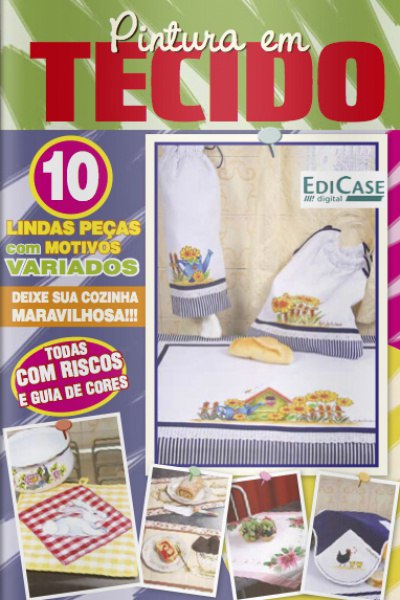 Pintura em
TECIDO
10
LINDAS PEÇAS
com MOTIVOS
VARIADOS
DEIXE SUA COZINHA
MARAVILHOSA!!!
TODAS
COM RISCOS
E GUIA DE CORES
EDICASE
digital